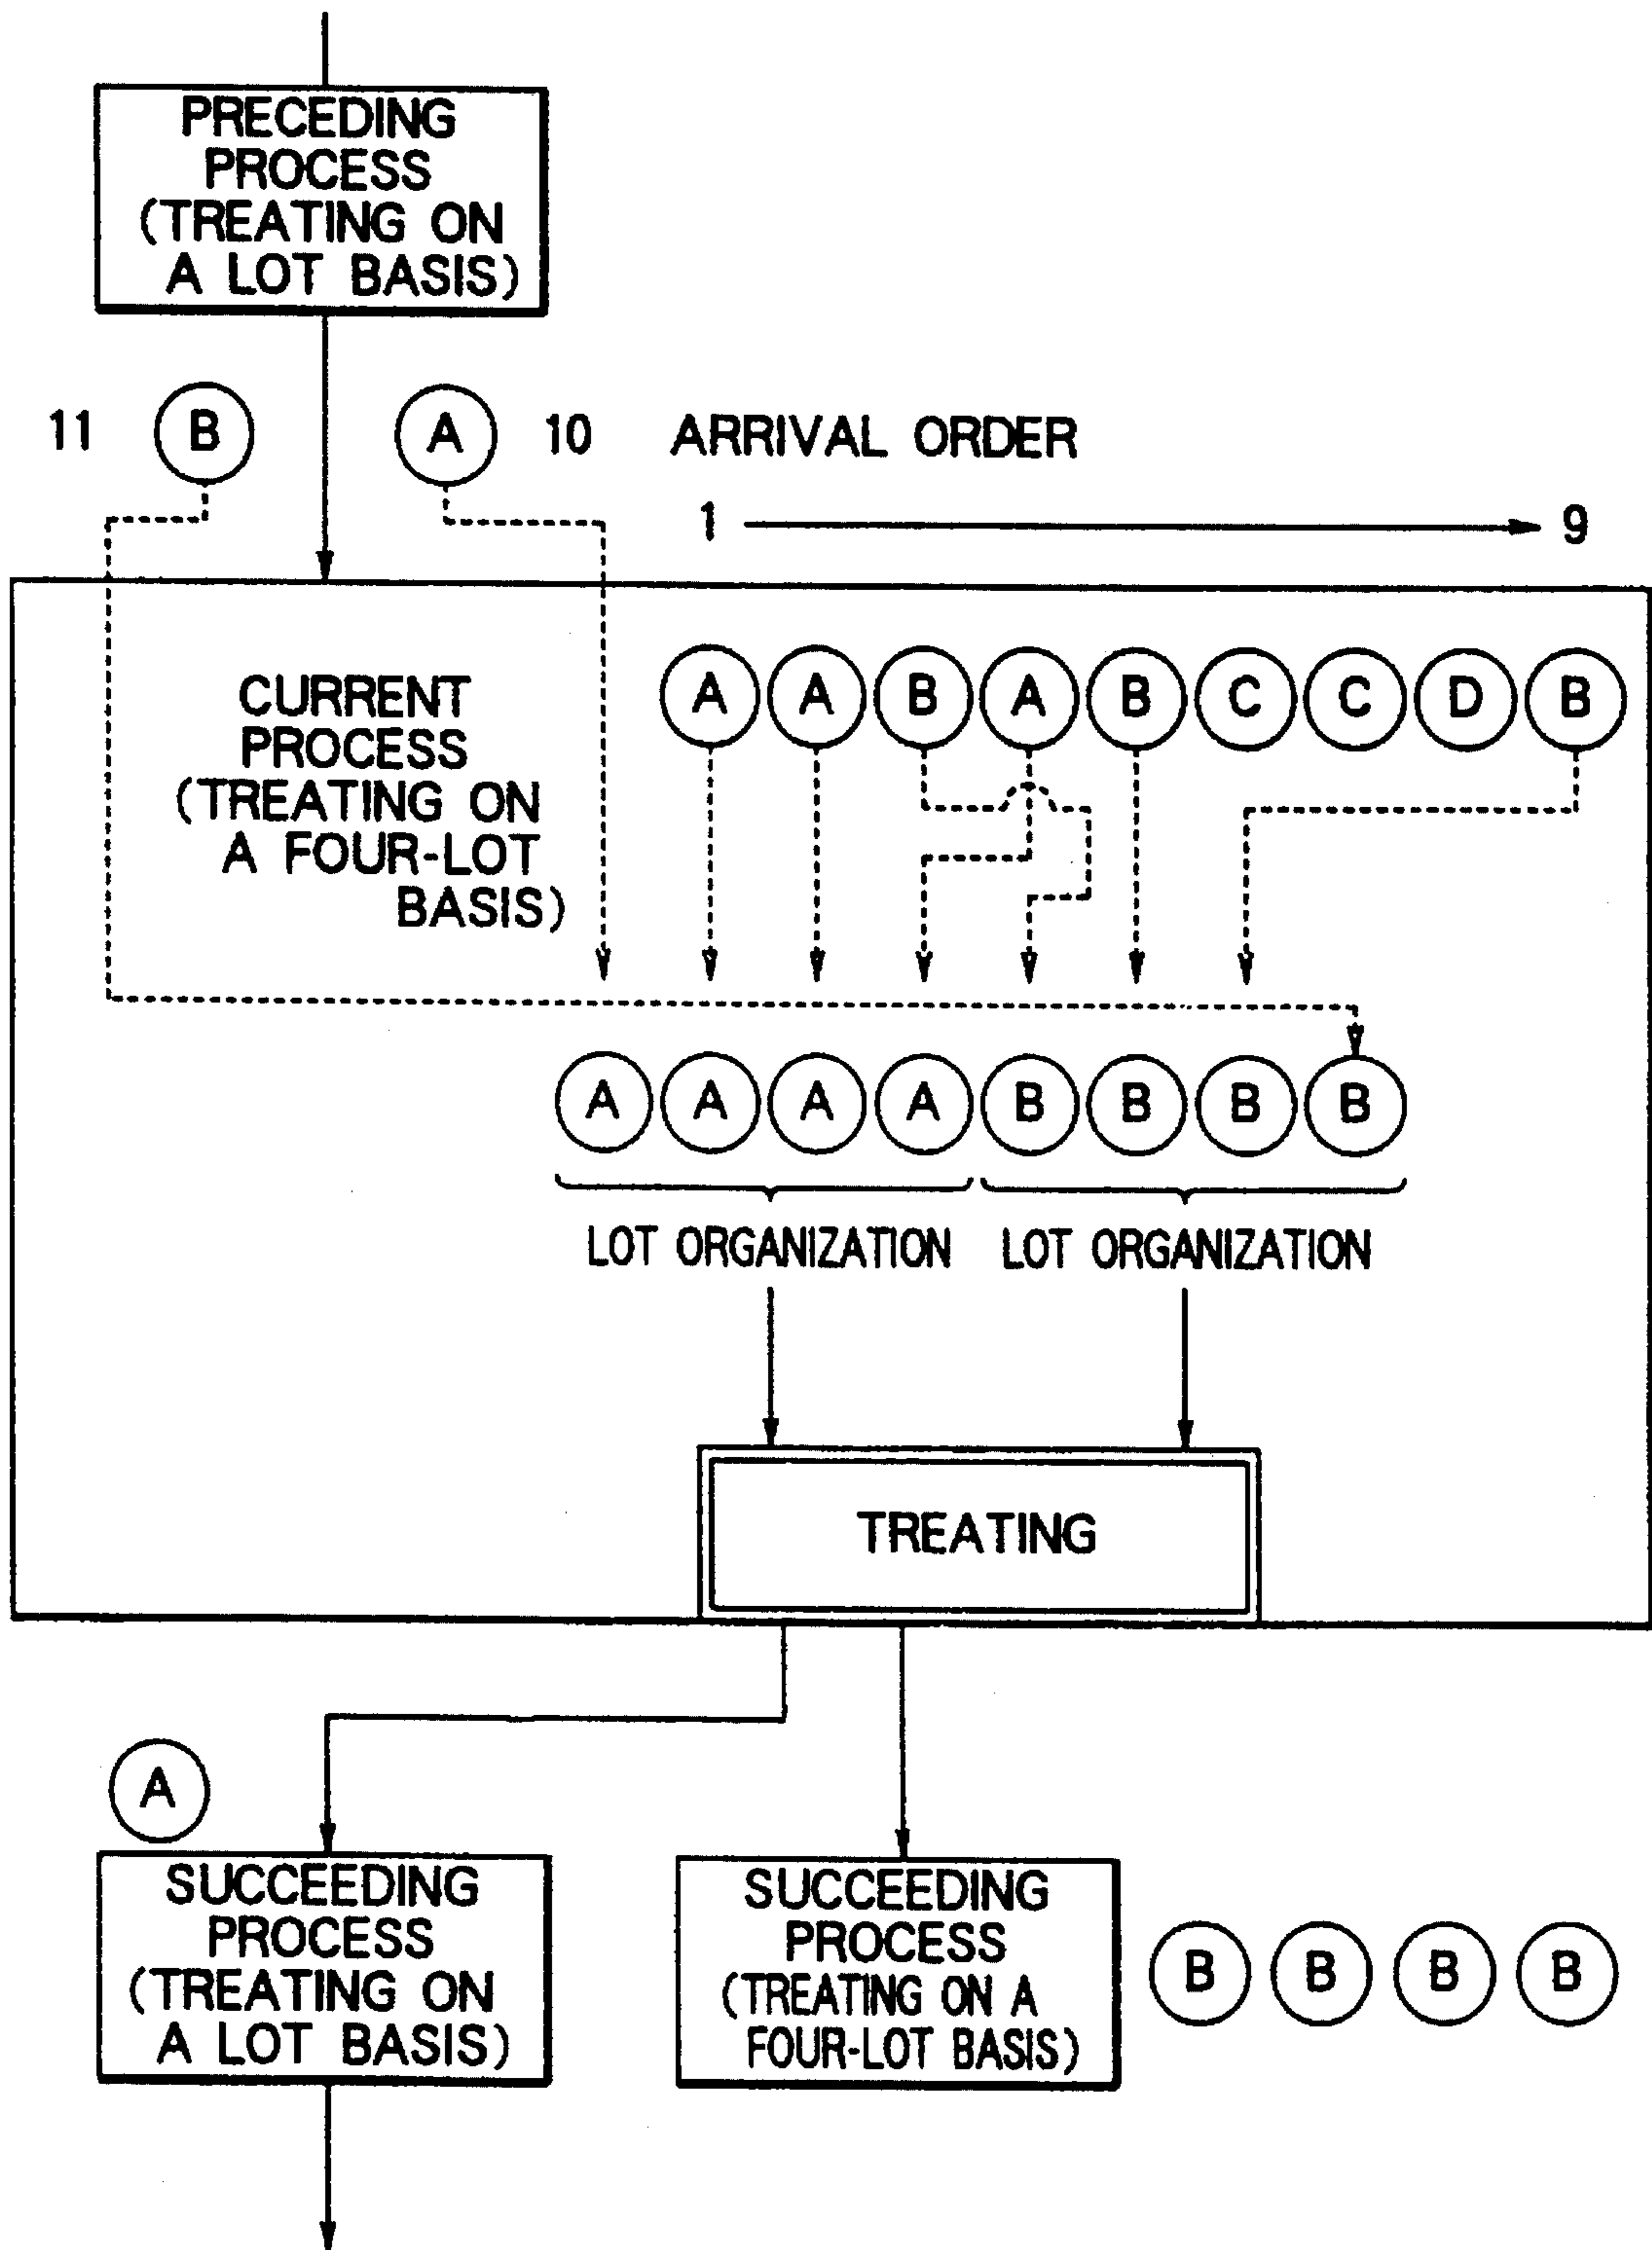 PRECEDING
PROCESS
(TREATING ON
A LOT BASIS)
11 B A 10 ARRIVAL ORDER
1 9
A A B A B C C D B
CURRENT
PROCESS
(TREATING ON
A FOUR-LOT
BASIS)
A A A A B B B B
LOT ORGANIZATION LOT ORGANIZATION
TREATING
A
SUCCEEDING
PROCESS
(TREATING ON
A LOT BASIS)
SUCCEEDING
PROCESS
(TREATING ON A
FOUR-LOT BASIS)
B B B B